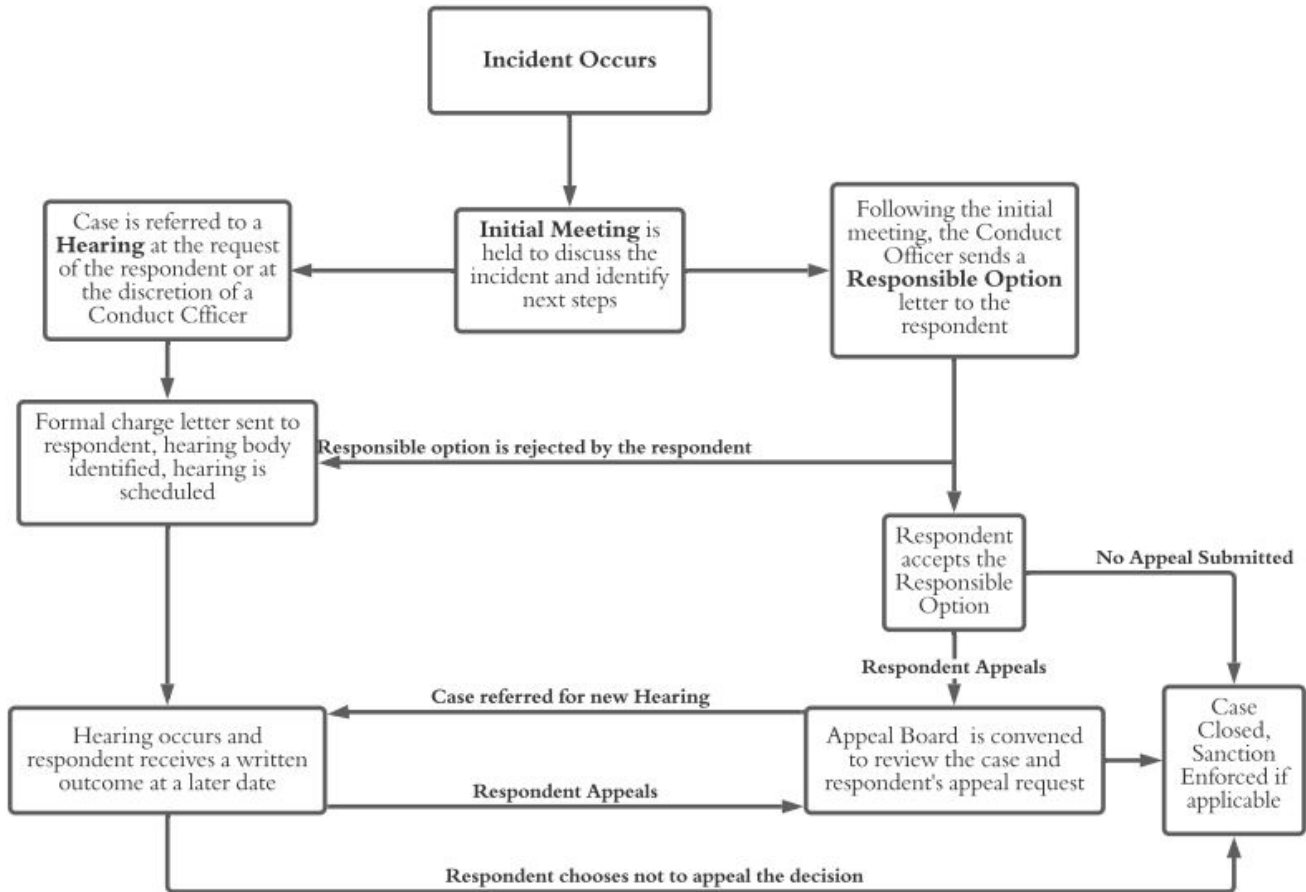 Incident Occurs
Case is referred to a
Hearing at the request
of the respondent or at
the discretion of a
Conduct Cfficer
Initial Meeting is
held to discuss the
incident and identify
next steps
Following the initial
meeting, the Conduct
Officer sends a
Responsible Option
letter to the
respondent
Formal charge letter sent to
respondent, hearing body
identified, hearing is
scheduled
Responsible option is rejected by the respondent
Respondent
accepts the
Responsible
Option
No Appeal Submitted
Respondent Appeals
Case referred for new Hearing
Hearing occurs and
respondent receives a written
outcome at a later date
Appeal Board is convened
to review the case and
respondent's appeal request
Case
Closed,
Sanction
Enforced if
applicable
Respondent Appeals
Respondent chooses not to appeal the decision